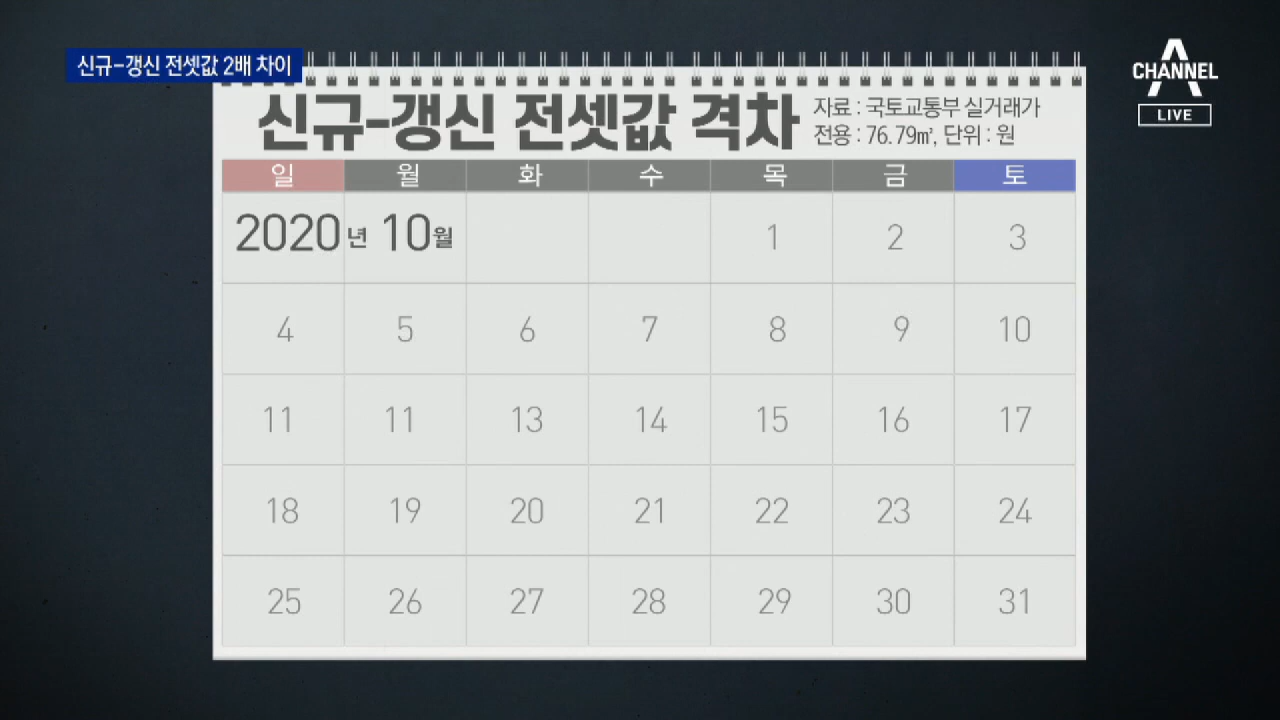 신규-갱신 전셋값 2배 차이
CHANNEL A
LIVE
신규-갱신 전셋값 격차
자료 : 국토교통부 실거래가
전용 : 76.79㎡, 단위 : 원
일 월 화 수 목 금 토
2020년 10월 1 2 3
4 5 6 7 8 9 10
11 11 13 14 15 16 17
18 19 20 21 22 23 24
25 26 27 28 29 30 31